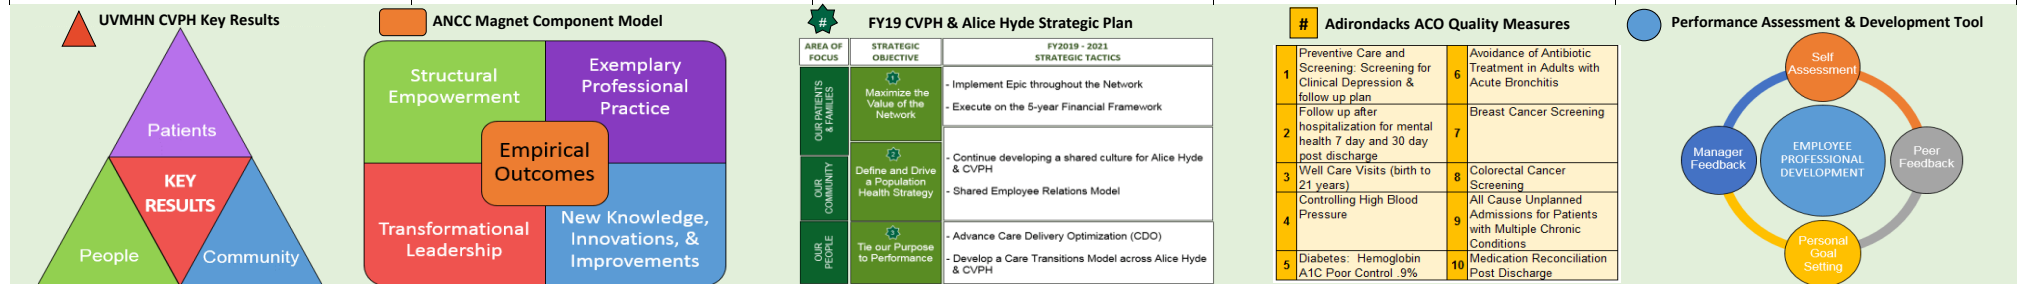 UVMHN CVPH Key Results
Patients
KEY
RESULTS
People
Community
ANCC Magnet Component Model
Structural
Empowerment
Exemplary
Professional
Practice
Empirical
Outcomes
Transformational
Leadership
New Knowledge,
Innovations, &
Improvements
#
FY19 CVPH & Alice Hyde Strategic Plan
AREA OF
FOCUS
STRATEGIC
OBJECTIVE
FY2019 - 2021
STRATEGIC TACTICS
OUR PATIENTS
& FAMILIES
1
Maximize the
Value of the
Network
- Implement Epic throughout the Network
- Execute on the 5-year Financial Framework
OUR
COMMUNITY
2
Define and Drive
a Population
Health Strategy
- Continue developing a shared culture for Alice Hyde
& CVPH
- Shared Employee Relations Model
OUR
PEOPLE
3
Tie our Purpose
to Performance
- Advance Care Delivery Optimization (CDO)
- Develop a Care Transitions Model across Alice Hyde
& CVPH
#
Adirondacks ACO Quality Measures
1
Preventive Care and
Screening: Screening for
Clinical Depression &
follow up plan
2
Follow up after
hospitalization for mental
health 7 day and 30 day
post discharge
3
Well Care Visits (birth to
21 years)
4
Controlling High Blood
Pressure
5
Diabetes: Hemoglobin
A1C Poor Control .9%
6
Avoidance of Antibiotic
Treatment in Adults with
Acute Bronchitis
7
Breast Cancer Screening
8
Colorectal Cancer
Screening
9
All Cause Unplanned
Admissions for Patients
with Multiple Chronic
Conditions
10
Medication Reconciliation
Post Discharge
Performance Assessment & Development Tool
Self
Assessment
Manager
Feedback
EMPLOYEE
PROFESSIONAL
DEVELOPMENT
Peer
Feedback
Personal
Goal
Setting